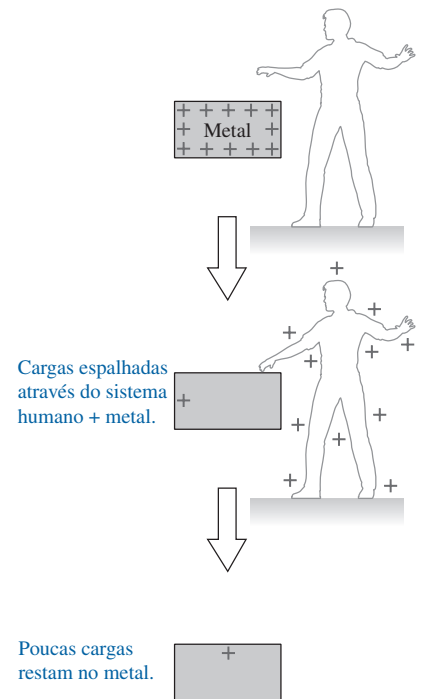 Metal
Cargas espalhadas
através do sistema
humano + metal.
Poucas cargas
restam no metal.